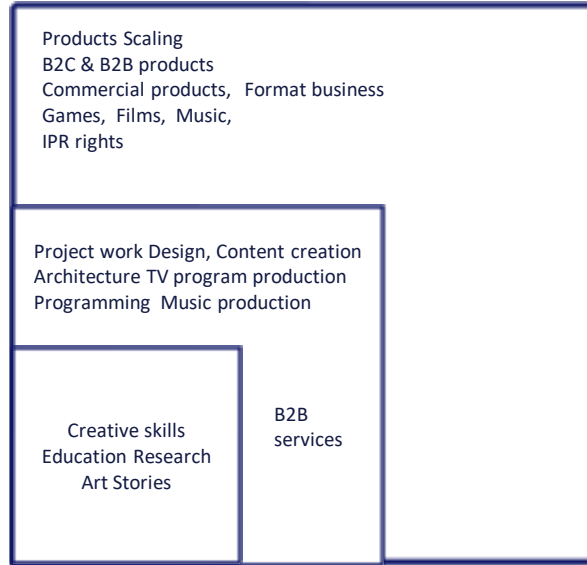 Products Scaling
B2C & B2B products
Commercial products, Format business
Games, Films, Music,
IPR rights
Project work Design, Content creation
Architecture TV program production
Programming Music production
B2B
services
Creative skills
Education Research
Art Stories